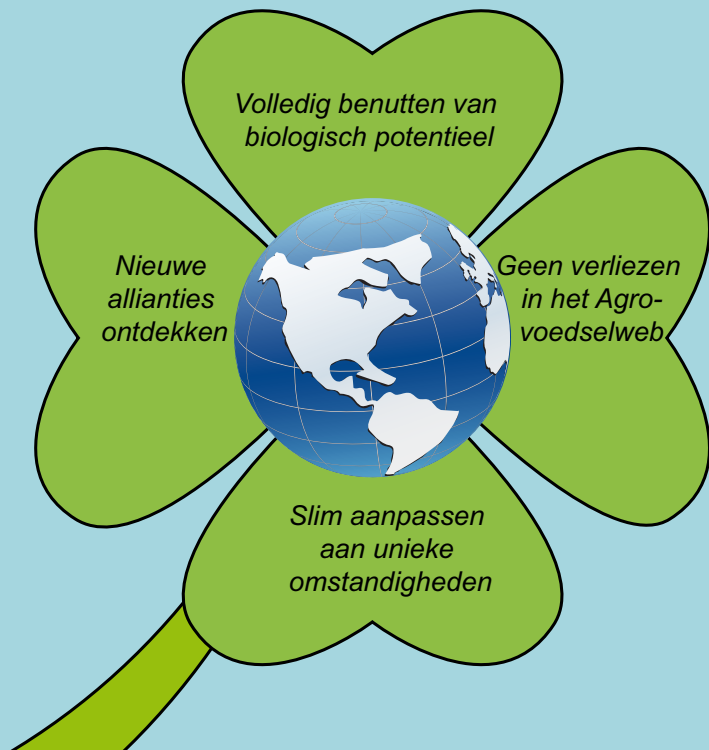 Volledig benutten van
biologisch potentieel
Nieuwe
allianties
ontdekken
Geen verliezen
in het Agro-
voedselweb
Slim aanpassen
aan unieke
omstandigheden